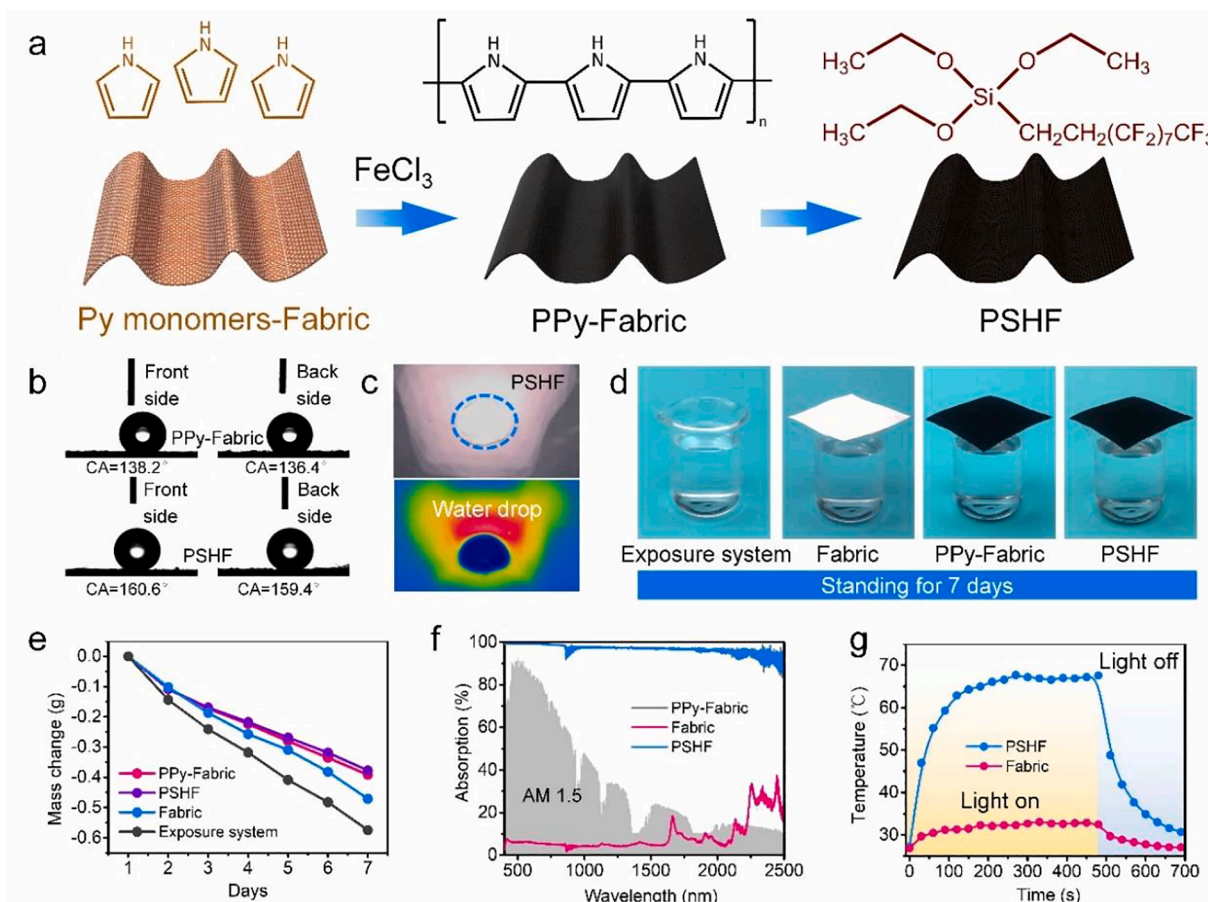 a
H
N
H
N
H
N
H
N
H
N
H
N
n
H₃C
O
O
CH₃
Si
H₃C
O
CH₂CH₂(CF₂)₇CF₃
FeCl₃
Py monomers-Fabric
PPy-Fabric
PSHF
b
Front
side
Back
side
PPy-Fabric
CA=138.2°
CA=136.4°
Front
side
Back
side
PSHF
CA=160.6°
CA=159.4°
c
PSHF
Water drop
d
Exposure system
Fabric
PPy-Fabric
PSHF
Standing for 7 days
e
Mass change (g)
0.0
-0.1
-0.2
-0.3
-0.4
-0.5
-0.6
PPy-Fabric
PSHF
Fabric
Exposure system
1 2 3 4 5 6 7
Days
f
Absorption (%)
100
80
60
40
20
0
PPy-Fabric
Fabric
PSHF
AM 1.5
500 1000 1500 2000 2500
Wavelength (nm)
g
Temperature (℃)
70
60
50
40
30
Light off
PSHF
Fabric
Light on
0 100 200 300 400 500 600 700
Time (s)